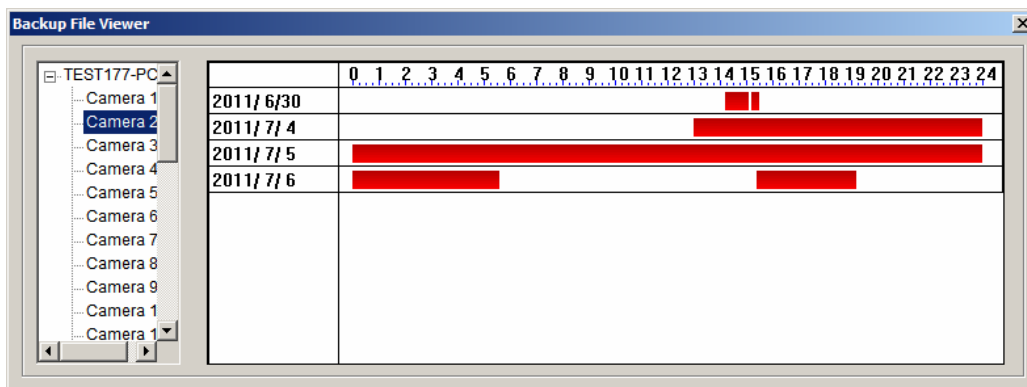 Backup File Viewer
TEST177-PC
Camera 1
Camera 2
Camera 3
Camera 4
Camera 5
Camera 6
Camera 7
Camera 8
Camera 9
Camera 1
Camera 1
0 1 2 3 4 5 6 7 8 9 10 11 12 13 14 15 16 17 18 19 20 21 22 23 24
2011/ 6/30
2011/ 7/ 4
2011/ 7/ 5
2011/ 7/ 6